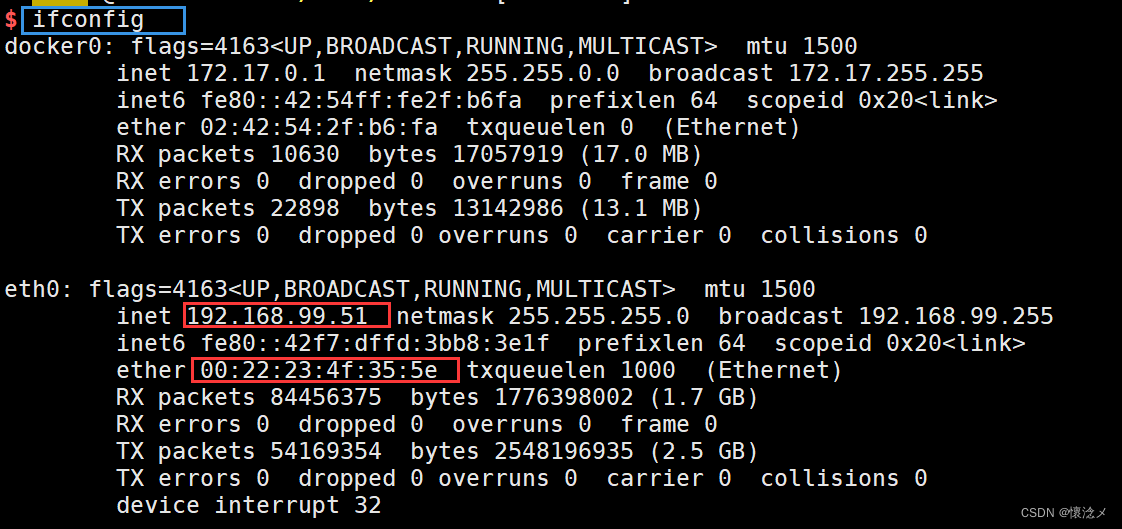 $ ifconfig
docker0: flags=4163<UP,BROADCAST,RUNNING,MULTICAST>  mtu 1500
        inet 172.17.0.1  netmask 255.255.0.0  broadcast 172.17.255.255
        inet6 fe80::42:54ff:fe2f:b6fa  prefixlen 64  scopeid 0x20<link>
        ether 02:42:54:2f:b6:fa  txqueuelen 0  (Ethernet)
        RX packets 10630  bytes 17057919 (17.0 MB)
        RX errors 0  dropped 0  overruns 0  frame 0
        TX packets 22898  bytes 13142986 (13.1 MB)
        TX errors 0  dropped 0 overruns 0  carrier 0  collisions 0

eth0: flags=4163<UP,BROADCAST,RUNNING,MULTICAST>  mtu 1500
        inet 192.168.99.51  netmask 255.255.255.0  broadcast 192.168.99.255
        inet6 fe80::42f7:dffd:3bb8:3e1f  prefixlen 64  scopeid 0x20<link>
        ether 00:22:23:4f:35:5e  txqueuelen 1000  (Ethernet)
        RX packets 84456375  bytes 1776398002 (1.7 GB)
        RX errors 0  dropped 0  overruns 0  frame 0
        TX packets 54169354  bytes 2548196935 (2.5 GB)
        TX errors 0  dropped 0 overruns 0  carrier 0  collisions 0
        device interrupt 32
CSDN @懷淰メ